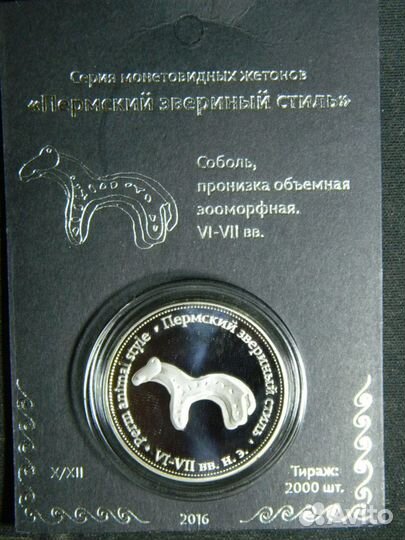 Серия монетовидных жетонов
«Пермский звериный стиль»
Соболь,
пронизка объемная
зооморфная.
VI-VII вв.
Perm animal style • Пермский звериный стиль •
VI-VII вв. н. э. •
X/XII
Тираж:
2000 шт.
2016
Avito